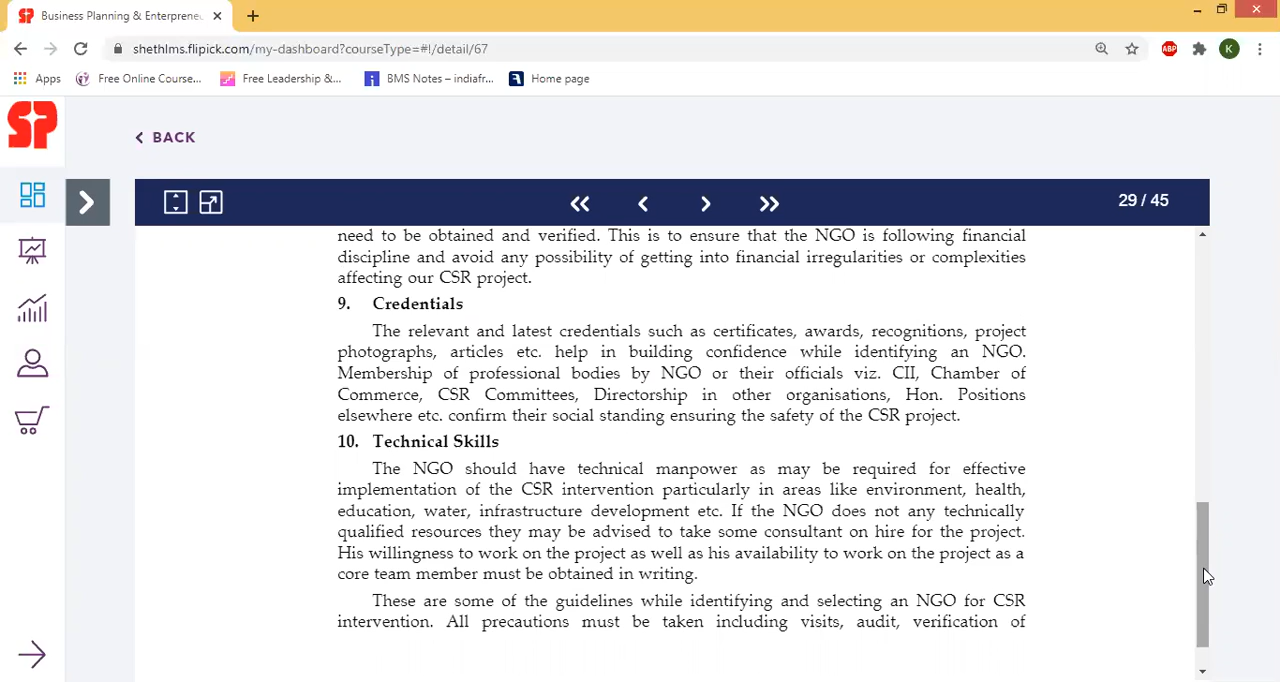 Business Planning & Enterpreneu
shethlms.flipick.com/my-dashboard?courseType=#!/detail/67
ABP
K
Apps
Free Online Course...
Free Leadership &...
BMS Notes – indiafr...
Home page
SP
BACK
29 / 45
need to be obtained and verified. This is to ensure that the NGO is following financial
discipline and avoid any possibility of getting into financial irregularities or complexities
affecting our CSR project.
9. Credentials
The relevant and latest credentials such as certificates, awards, recognitions, project
photographs, articles etc. help in building confidence while identifying an NGO.
Membership of professional bodies by NGO or their officials viz. CII, Chamber of
Commerce, CSR Committees, Directorship in other organisations, Hon. Positions
elsewhere etc. confirm their social standing ensuring the safety of the CSR project.
10. Technical Skills
The NGO should have technical manpower as may be required for effective
implementation of the CSR intervention particularly in areas like environment, health,
education, water, infrastructure development etc. If the NGO does not any technically
qualified resources they may be advised to take some consultant on hire for the project.
His willingness to work on the project as well as his availability to work on the project as a
core team member must be obtained in writing.
These are some of the guidelines while identifying and selecting an NGO for CSR
intervention. All precautions must be taken including visits, audit, verification of